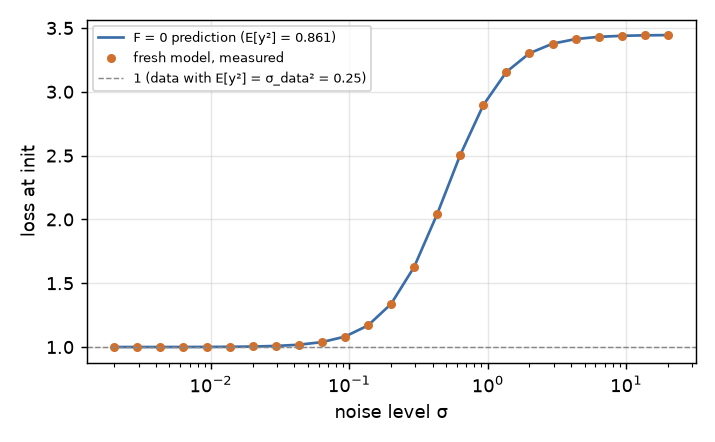 F = 0 prediction (E[y²] = 0.861)
fresh model, measured
1 (data with E[y²] = σ_data² = 0.25)
loss at init
3.5
3.0
2.5
2.0
1.5
1.0
10⁻² 10⁻¹ 10⁰ 10¹
noise level σ